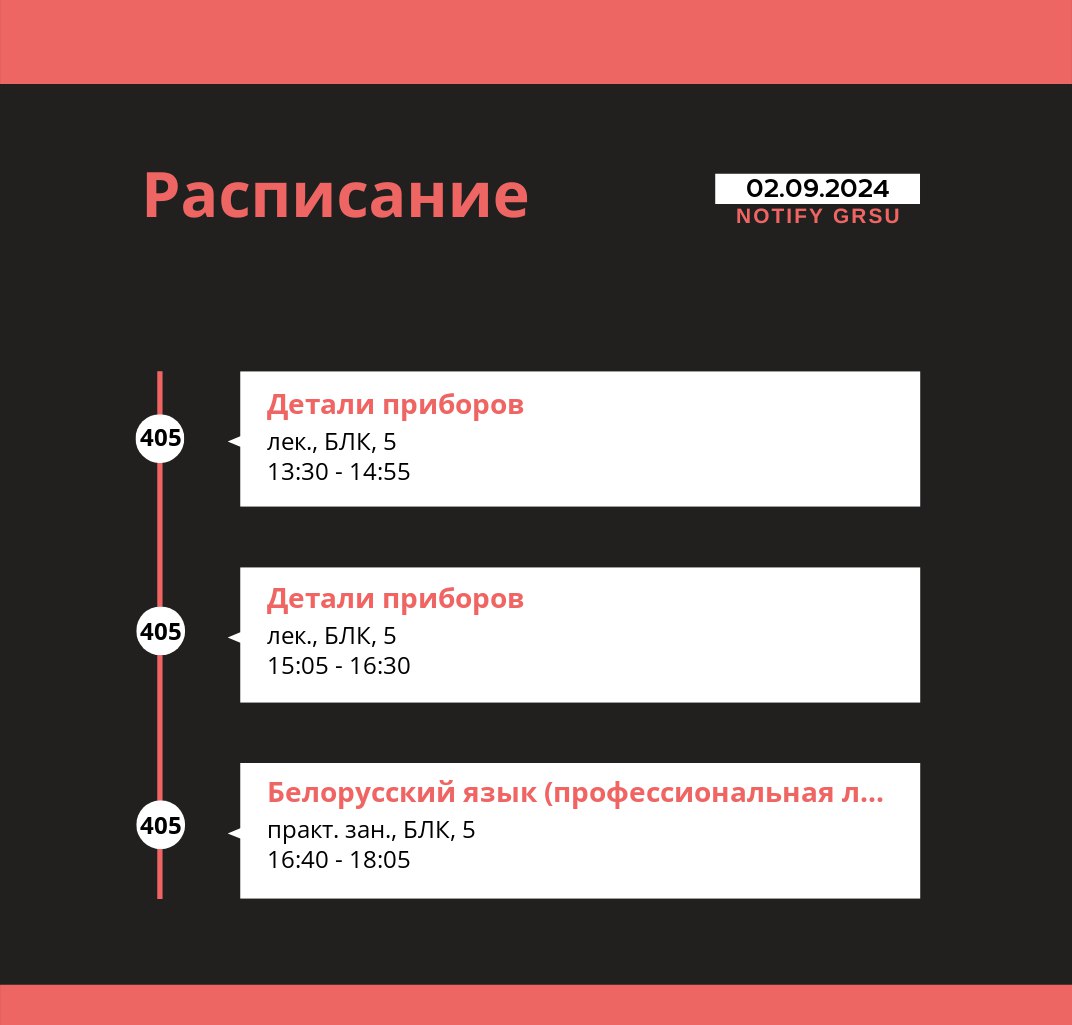 Расписание
02.09.2024
NOTIFY GRSU
405
Детали приборов
лек., БЛК, 5
13:30 - 14:55
405
Детали приборов
лек., БЛК, 5
15:05 - 16:30
405
Белорусский язык (профессиональная л...
практ. зан., БЛК, 5
16:40 - 18:05